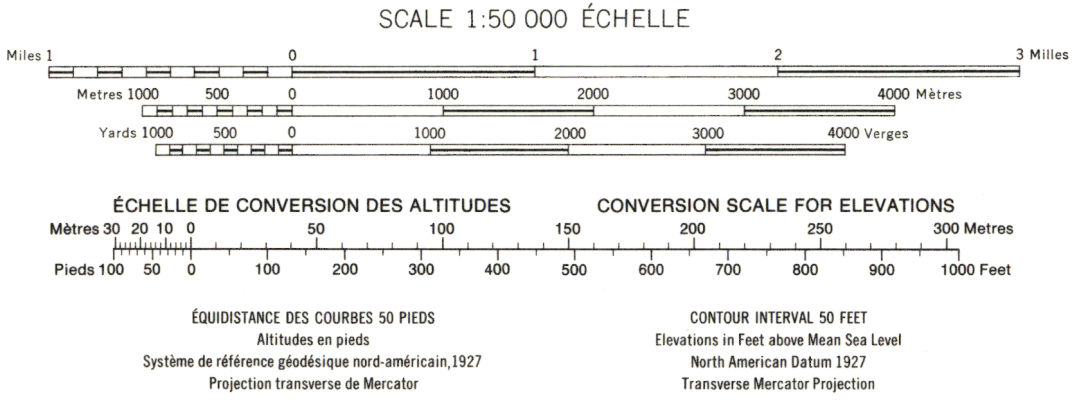 SCALE 1:50 000 ÉCHELLE
Miles 1 0 1 2 3 Milles
Metres 1000 500 0 1000 2000 3000 4000 Mètres
Yards 1000 500 0 1000 2000 3000 4000 Verges
ÉCHELLE DE CONVERSION DES ALTITUDES CONVERSION SCALE FOR ELEVATIONS
Mètres 30 20 10 0 50 100 150 200 250 300 Metres
Pieds 100 50 0 100 200 300 400 500 600 700 800 900 1000 Feet
ÉQUIDISTANCE DES COURBES 50 PIEDS
Altitudes en pieds
Système de référence géodésique nord-américain,1927
Projection transverse de Mercator
CONTOUR INTERVAL 50 FEET
Elevations in Feet above Mean Sea Level
North American Datum 1927
Transverse Mercator Projection